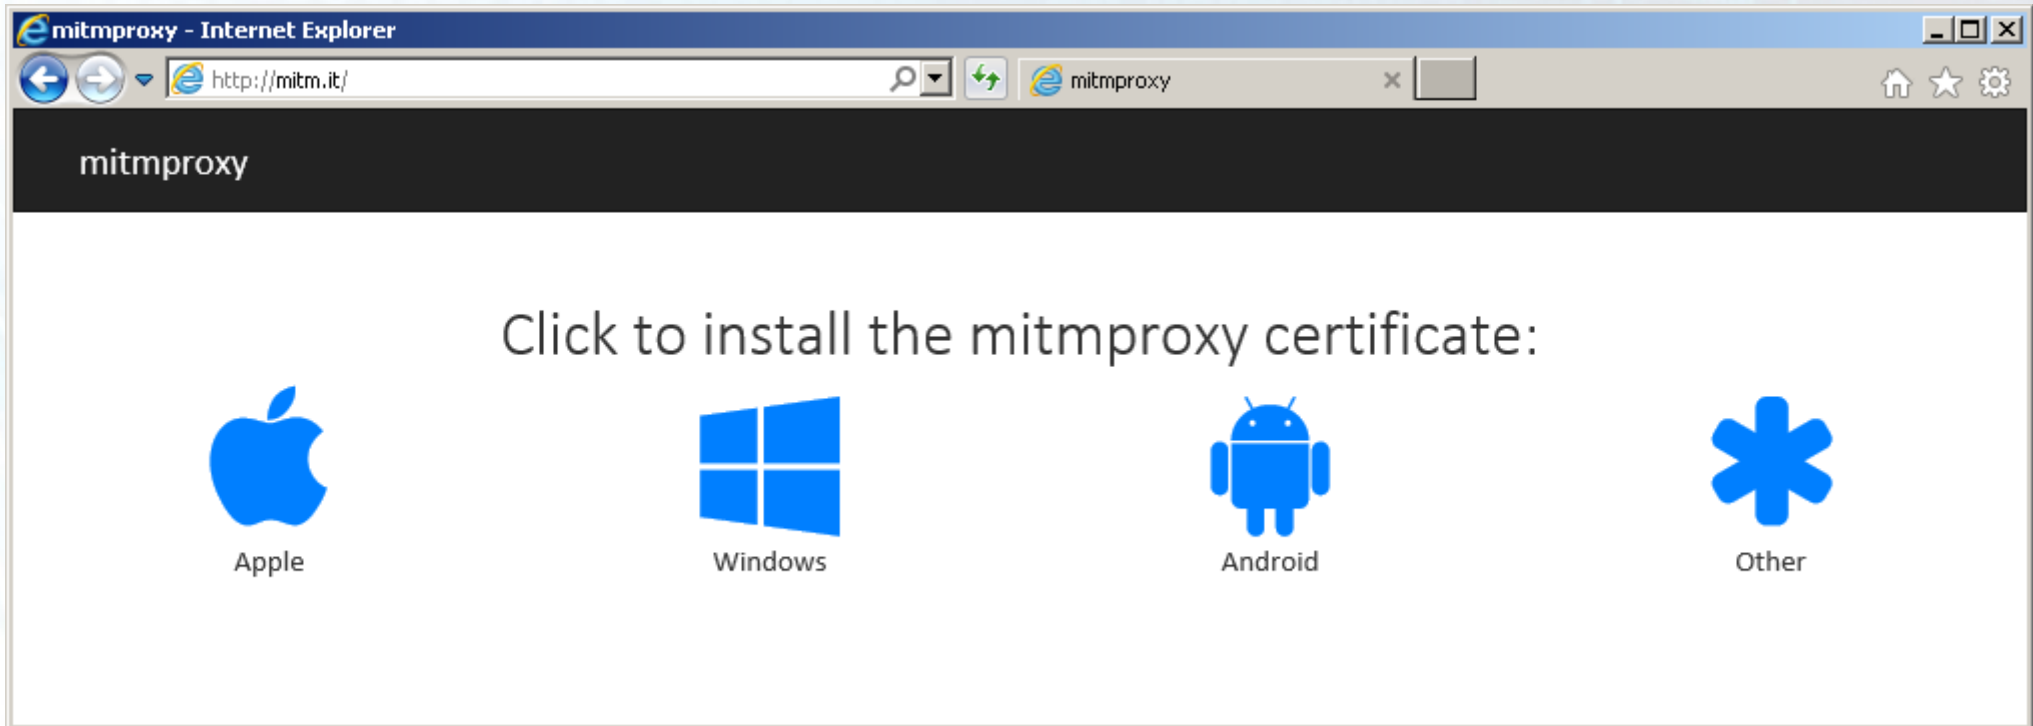 mitmproxy - Internet Explorer
http://mitm.it/ mitmproxy
mitmproxy
Click to install the mitmproxy certificate:
Apple Windows Android Other